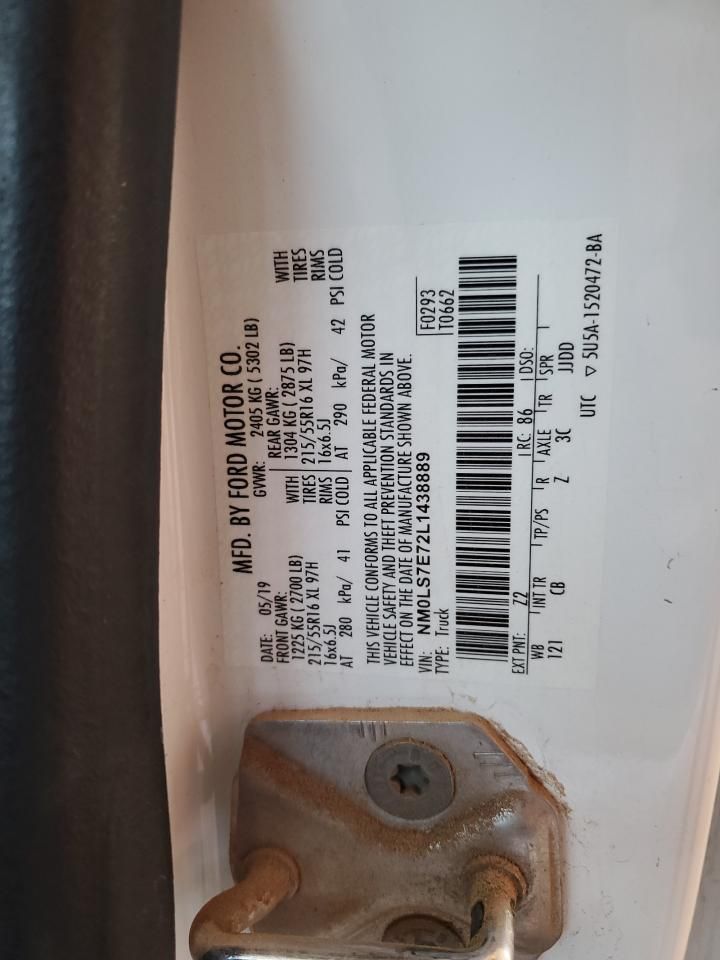 MFD. BY FORD MOTOR CO.
DATE: 05/19 GVWR: 2405 KG ( 5302 LB)
FRONT GAWR: REAR GAWR:
1225 KG ( 2700 LB) WITH 1304 KG ( 2875 LB) WITH
215/55R16 XL 97H TIRES 215/55R16 XL 97H TIRES
16x6.5J RIMS 16x6.5J RIMS
AT 280 kPa/ 41 PSI COLD AT 290 kPa/ 42 PSI COLD
THIS VEHICLE CONFORMS TO ALL APPLICABLE FEDERAL MOTOR
VEHICLE SAFETY AND THEFT PREVENTION STANDARDS IN
EFFECT ON THE DATE OF MANUFACTURE SHOWN ABOVE.
VIN: NM0LS7E72L1438889 F0293
TYPE: Truck T0662
EXT PNT: Z2 RC: 86 DSO:
WB INT TR TP/PS R AXLE TR SPR
121 CB Z 3C JJDD
UTC ▽ 5U5A-1520472-BA